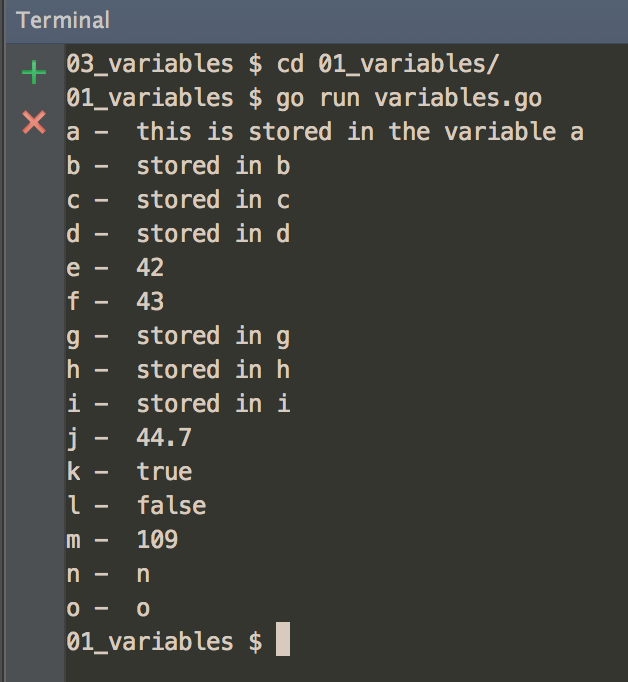 Terminal
03_variables $ cd 01_variables/
01_variables $ go run variables.go
a –  this is stored in the variable a
b –  stored in b
c –  stored in c
d –  stored in d
e –  42
f –  43
g –  stored in g
h –  stored in h
i –  stored in i
j –  44.7
k –  true
l –  false
m –  109
n –  n
o –  o
01_variables $